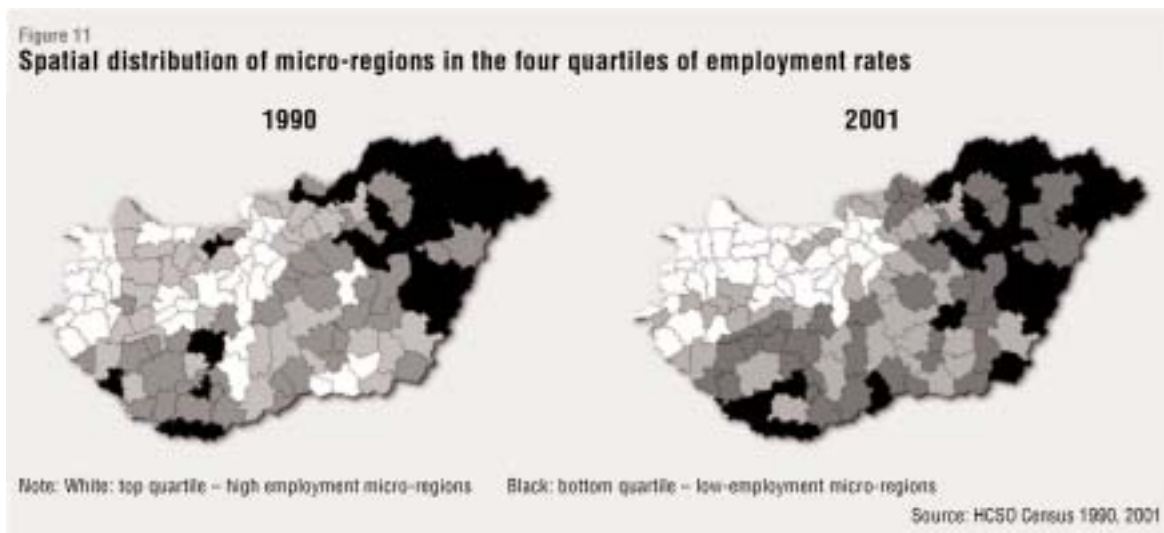 Figure 11
Spatial distribution of micro-regions in the four quartiles of employment rates
1990 2001
Note: White: top quartile – high employment micro-regions Black: bottom quartile – low-employment micro-regions
Source: HCSO Census 1990, 2001